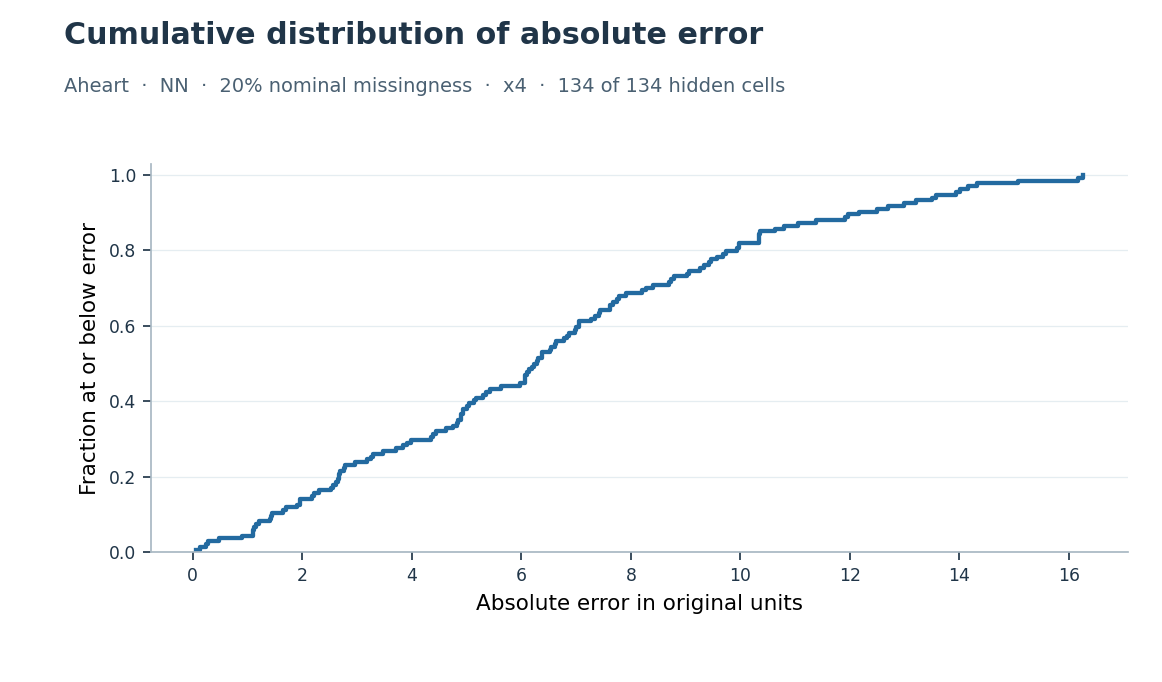 Cumulative distribution of absolute error
Aheart · NN · 20% nominal missingness · x4 · 134 of 134 hidden cells
Fraction at or below error
1.0
0.8
0.6
0.4
0.2
0.0
0 2 4 6 8 10 12 14 16
Absolute error in original units